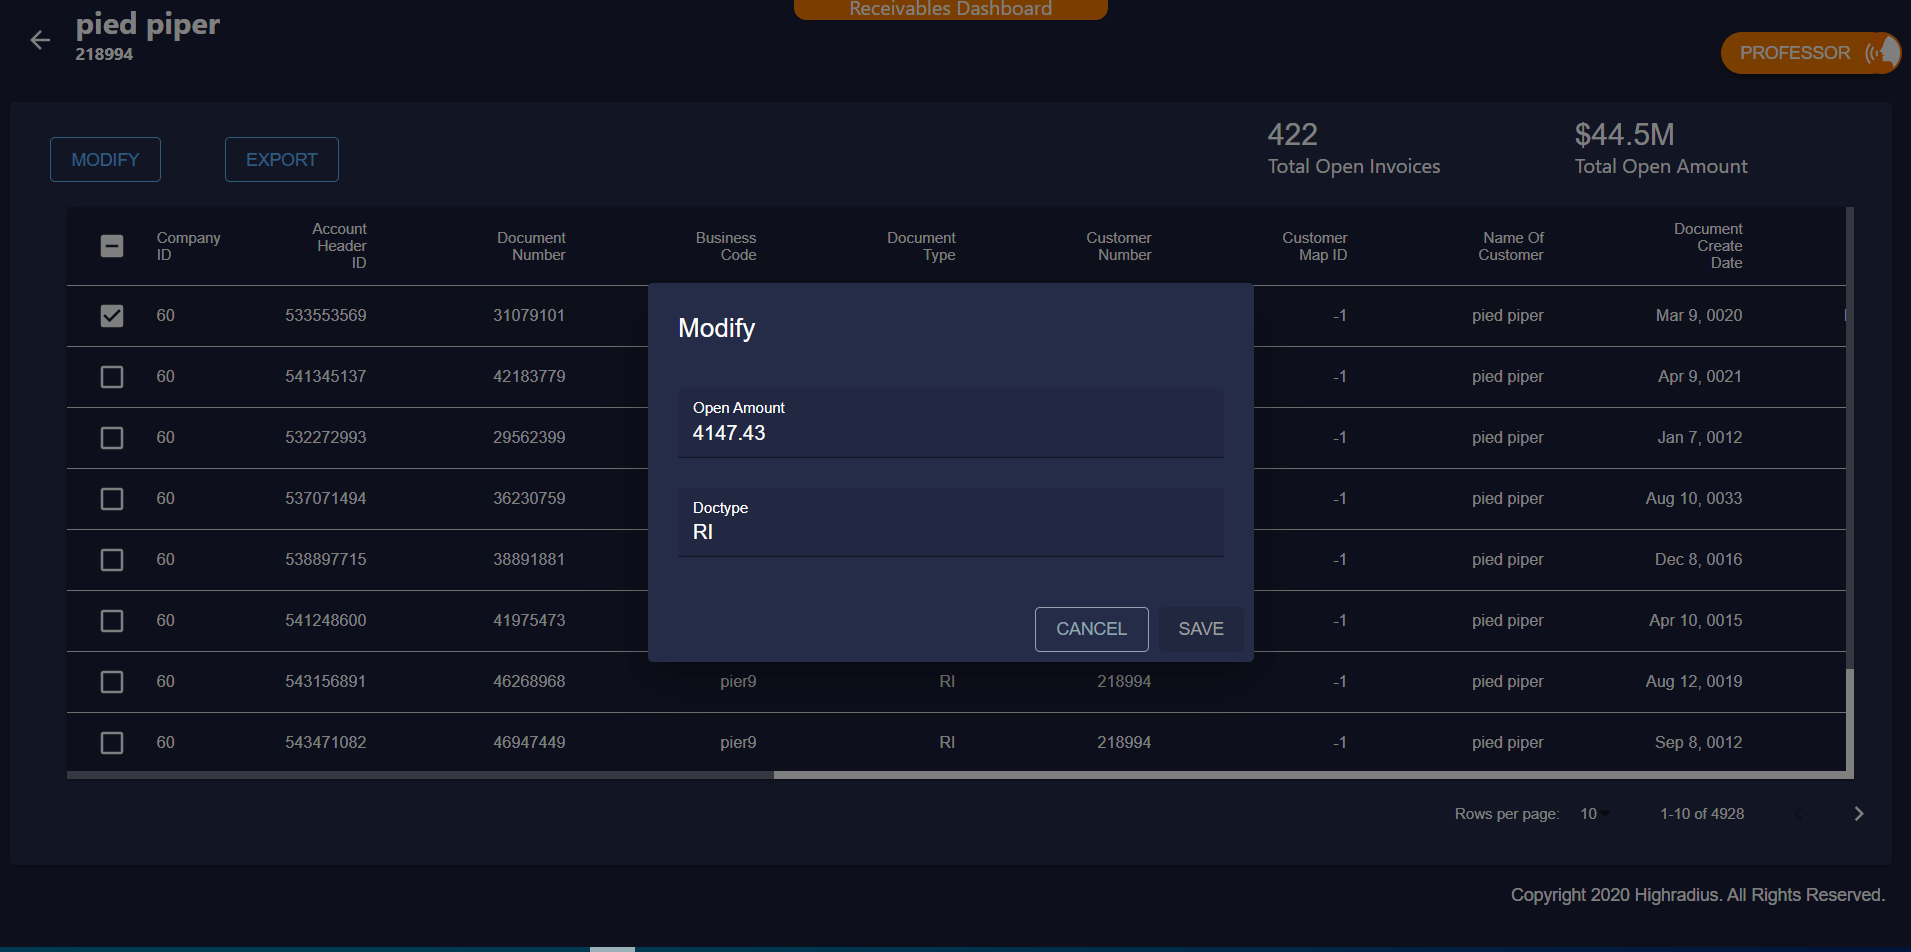 Receivables Dashboard
pied piper
218994
PROFESSOR
MODIFY
EXPORT
422
Total Open Invoices
$44.5M
Total Open Amount
Company ID
Account Header ID
Document Number
Business Code
Document Type
Customer Number
Customer Map ID
Name Of Customer
Document Create Date
60 533553569 31079101 -1 pied piper Mar 9, 0020
60 541345137 42183779 -1 pied piper Apr 9, 0021
60 532272993 29562399 -1 pied piper Jan 7, 0012
60 537071494 36230759 -1 pied piper Aug 10, 0033
60 538897715 38891881 -1 pied piper Dec 8, 0016
60 541248600 41975473 -1 pied piper Apr 10, 0015
60 543156891 46268968 pier9 RI 218994 -1 pied piper Aug 12, 0019
60 543471082 46947449 pier9 RI 218994 -1 pied piper Sep 8, 0012
Modify
Open Amount
4147.43
Doctype
RI
CANCEL
SAVE
Rows per page: 10 1-10 of 4928
Copyright 2020 Highradius. All Rights Reserved.